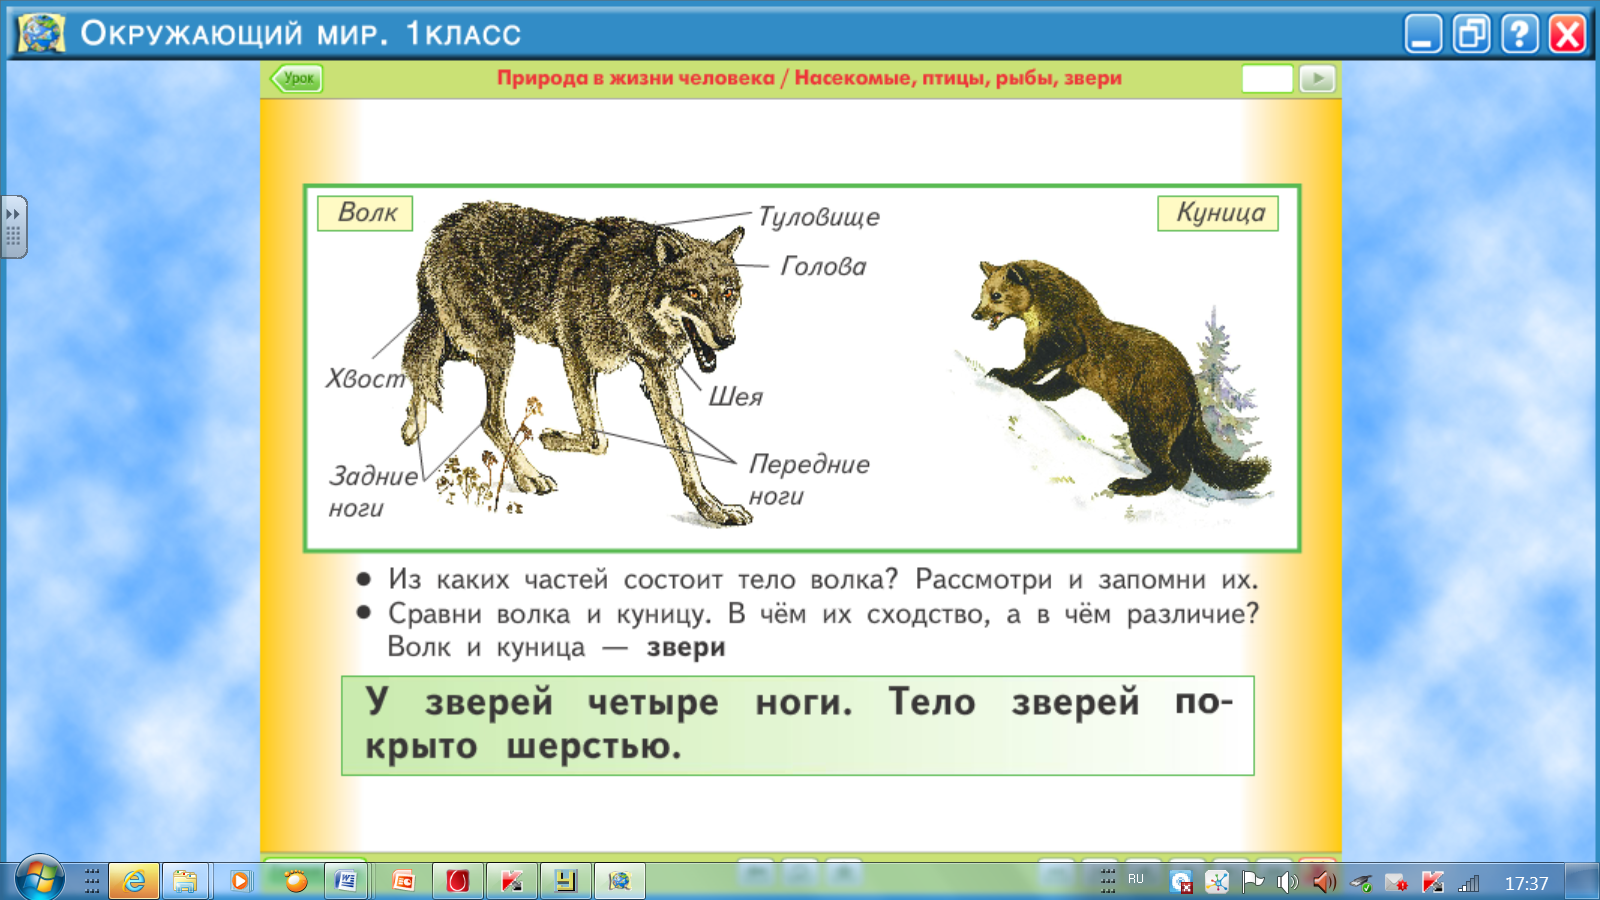 Окружающий мир. 1класс
Урок
Природа в жизни человека / Насекомые, птицы, рыбы, звери
Волк
Куница
Туловище
Голова
Хвост
Шея
Задние
ноги
Передние
ноги
● Из каких частей состоит тело волка? Рассмотри и запомни их.
● Сравни волка и куницу. В чём их сходство, а в чём различие?
Волк и куница — звери
У зверей четыре ноги. Тело зверей по-
крыто шерстью.
RU
17:37